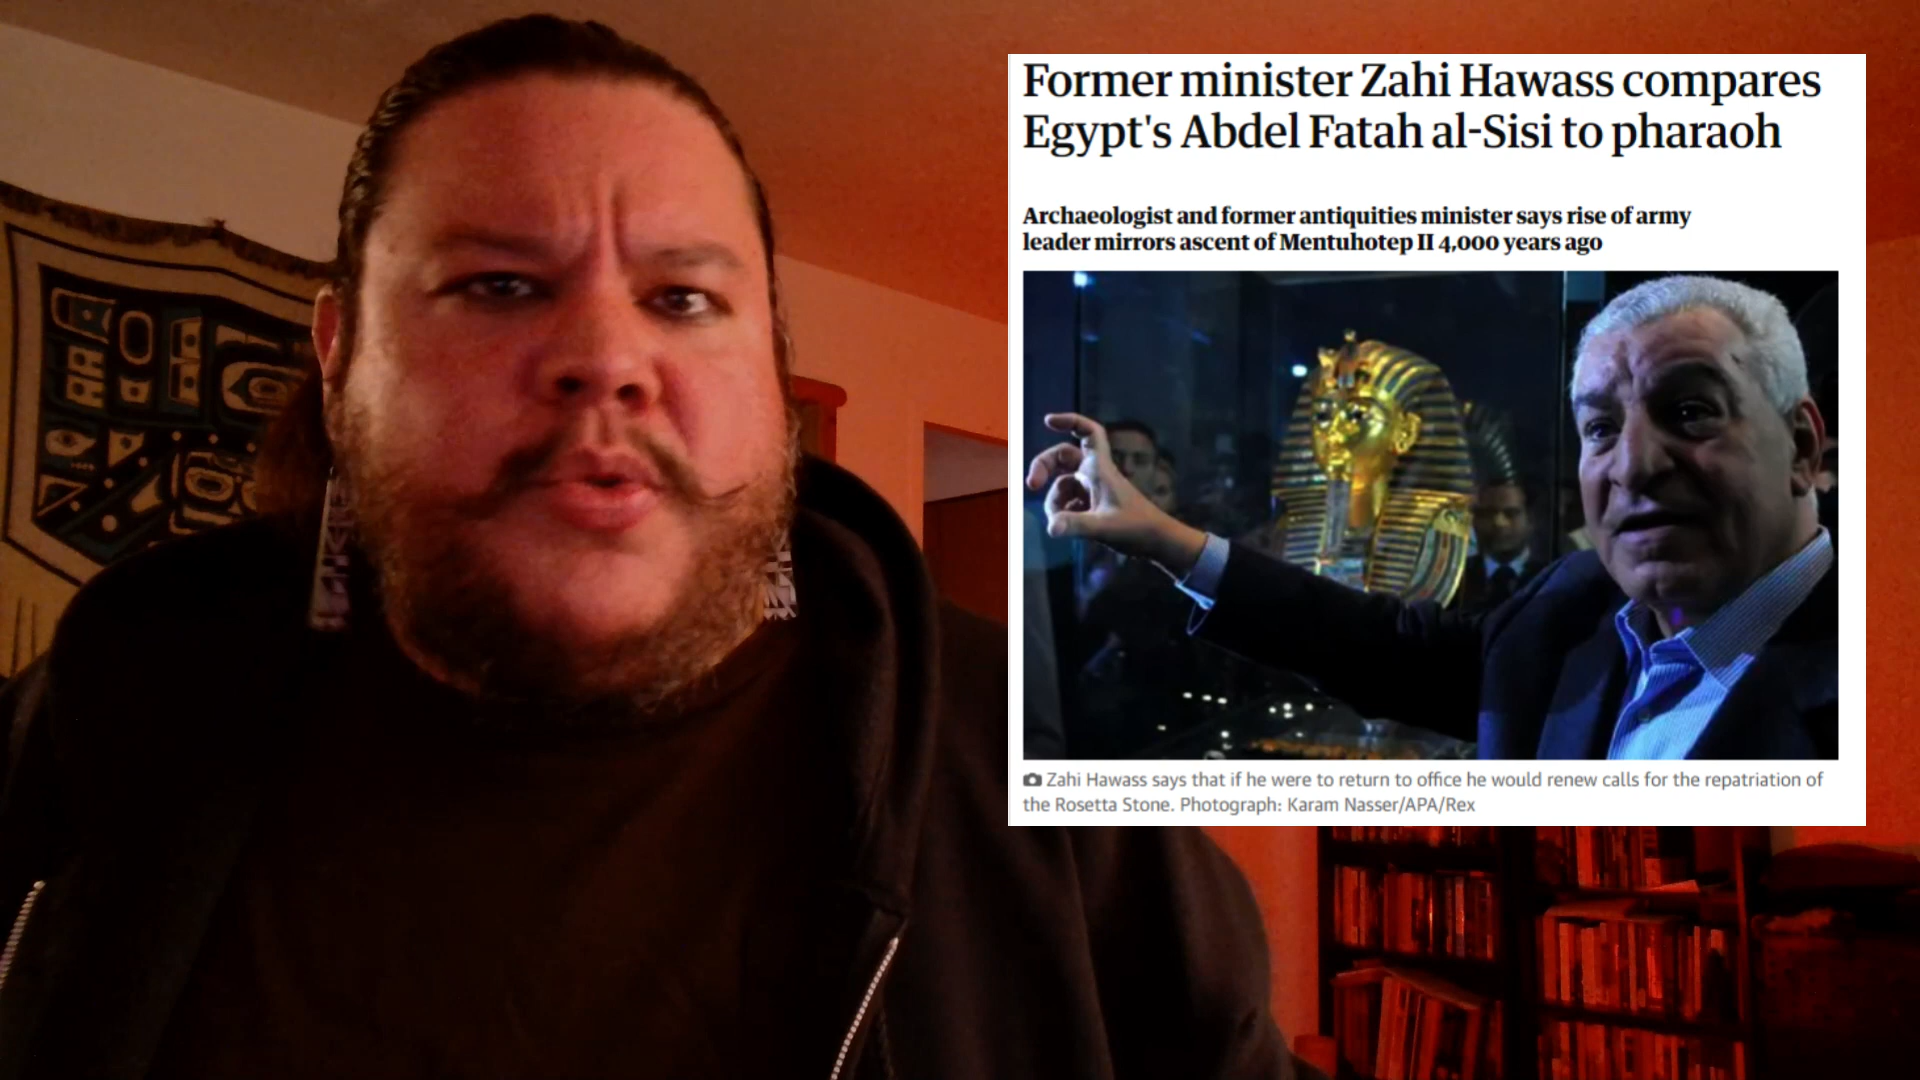 Former minister Zahi Hawass compares
Egypt's Abdel Fatah al-Sisi to pharaoh
Archaeologist and former antiquities minister says rise of army
leader mirrors ascent of Mentuhotep II 4,000 years ago
Zahi Hawass says that if he were to return to office he would renew calls for the repatriation of
the Rosetta Stone. Photograph: Karam Nasser/APA/Rex